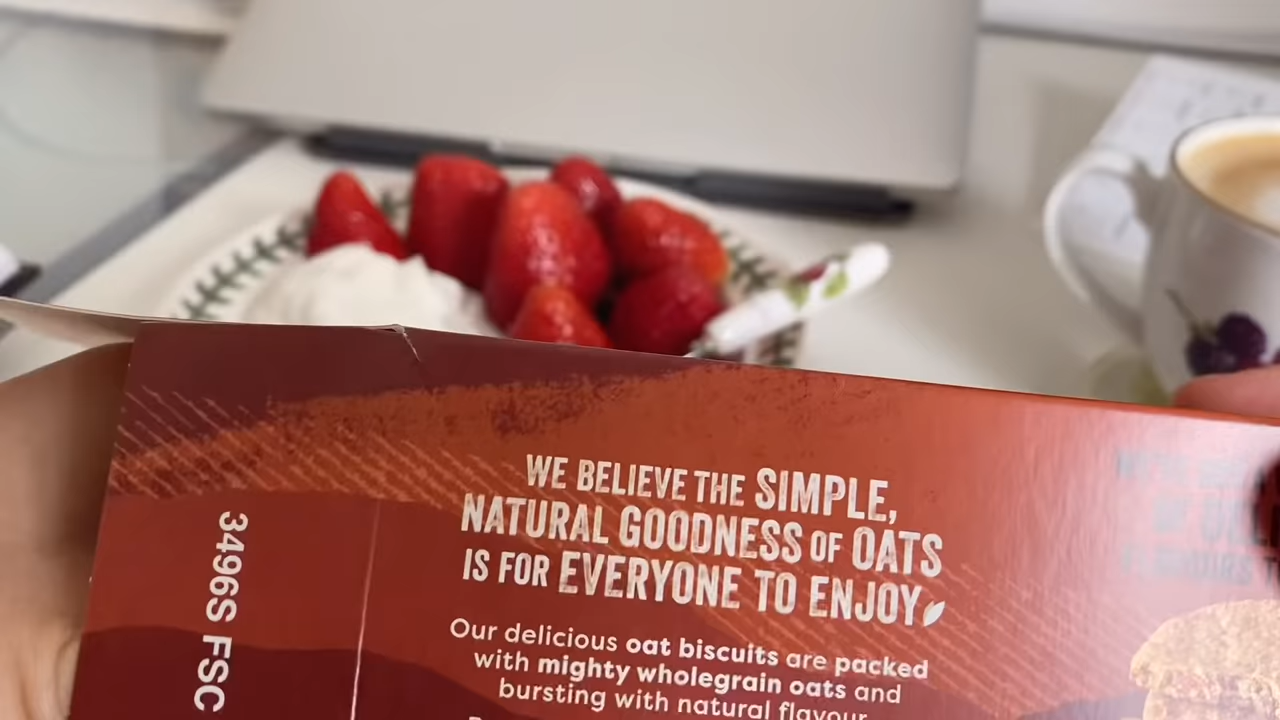 WE BELIEVE THE SIMPLE,
NATURAL GOODNESS OF OATS
IS FOR EVERYONE TO ENJOY
Our delicious oat biscuits are packed
with mighty wholegrain oats and
bursting with natural flavour
3496S FSC